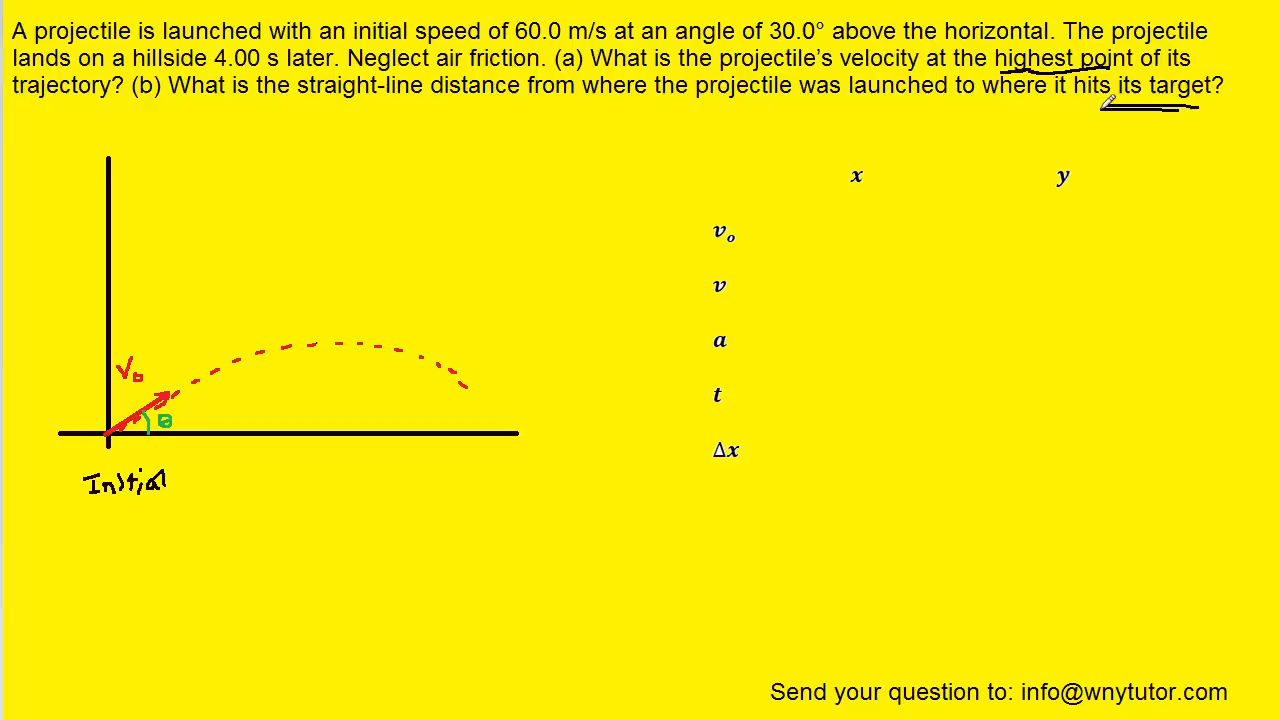 A projectile is launched with an initial speed of 60.0 m/s at an angle of 30.0° above the horizontal. The projectile
lands on a hillside 4.00 s later. Neglect air friction. (a) What is the projectile’s velocity at the highest point of its
trajectory? (b) What is the straight-line distance from where the projectile was launched to where it hits its target?
x y
vₒ
v
a
t
Δx
V₀
θ
Initial
Send your question to: info@wnytutor.com